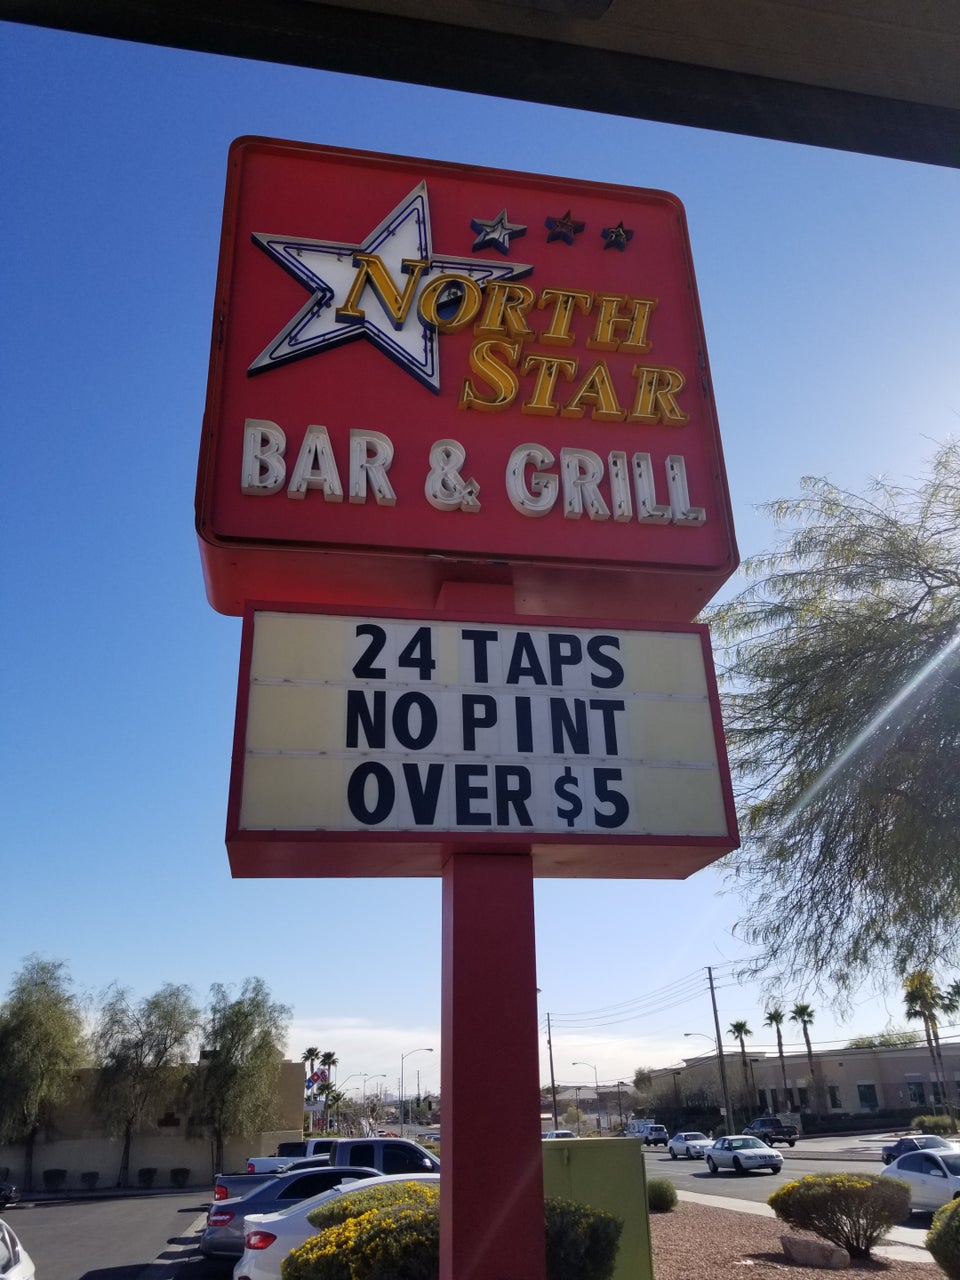 NORTH
STAR
BAR & GRILL
24 TAPS
NO PINT
OVER $5